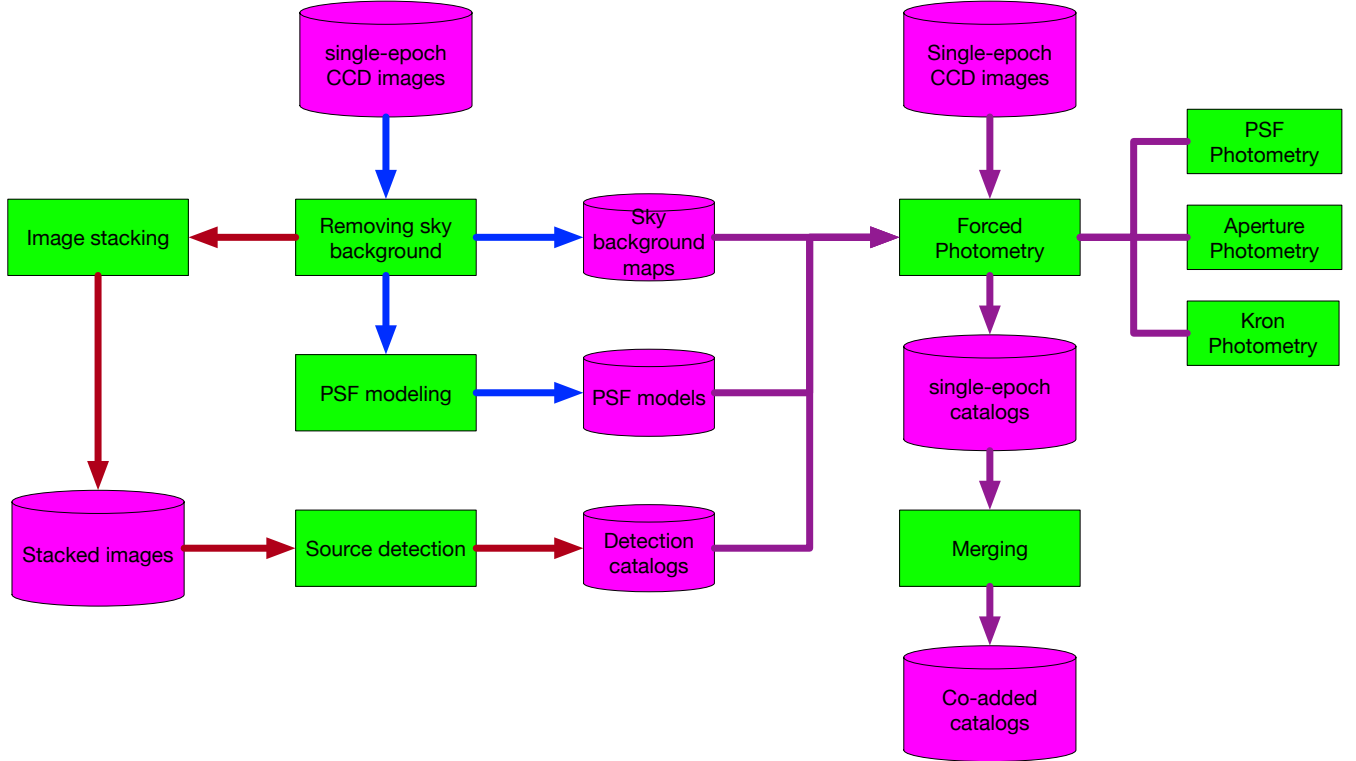 single-epoch
CCD images
Single-epoch
CCD images
PSF
Photometry
Image stacking
Removing sky
background
Sky
background
maps
Forced
Photometry
Aperture
Photometry
Kron
Photometry
PSF modeling
PSF models
single-epoch
catalogs
Stacked images
Source detection
Detection
catalogs
Merging
Co-added
catalogs